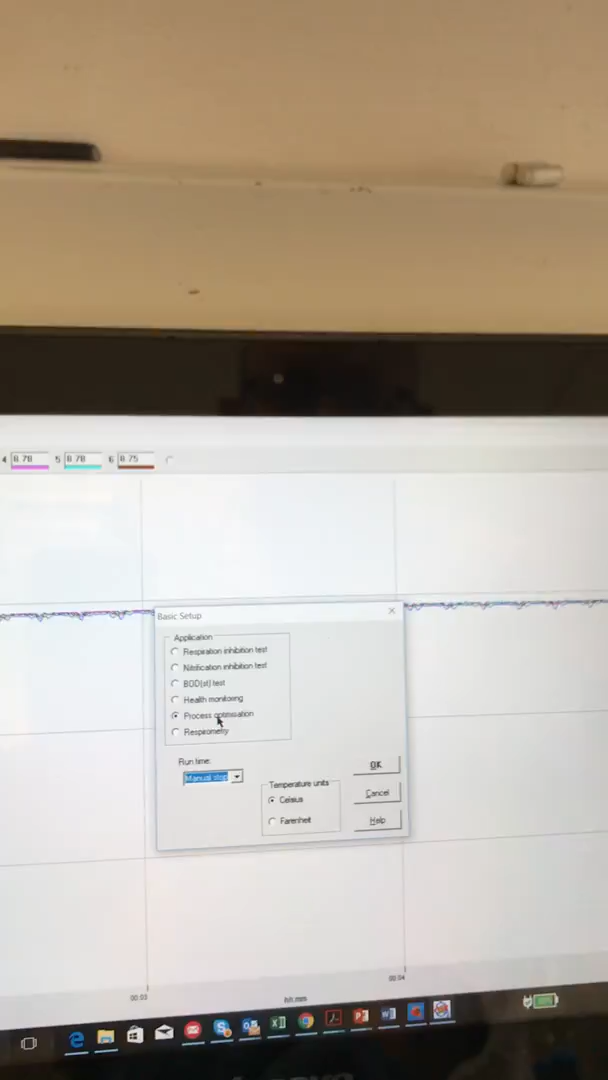 4 8.78 5 8.78 6 8.75
Basic Setup
Application
Respiration inhibition test
Nitrification inhibition test
BOD(st) test
Health monitoring
Process optimisation
Respirometry
Run time:
Manual stop
Temperature units
Celsius
Farenheit
OK
Cancel
Help
00:03
h/r:mm
00:04